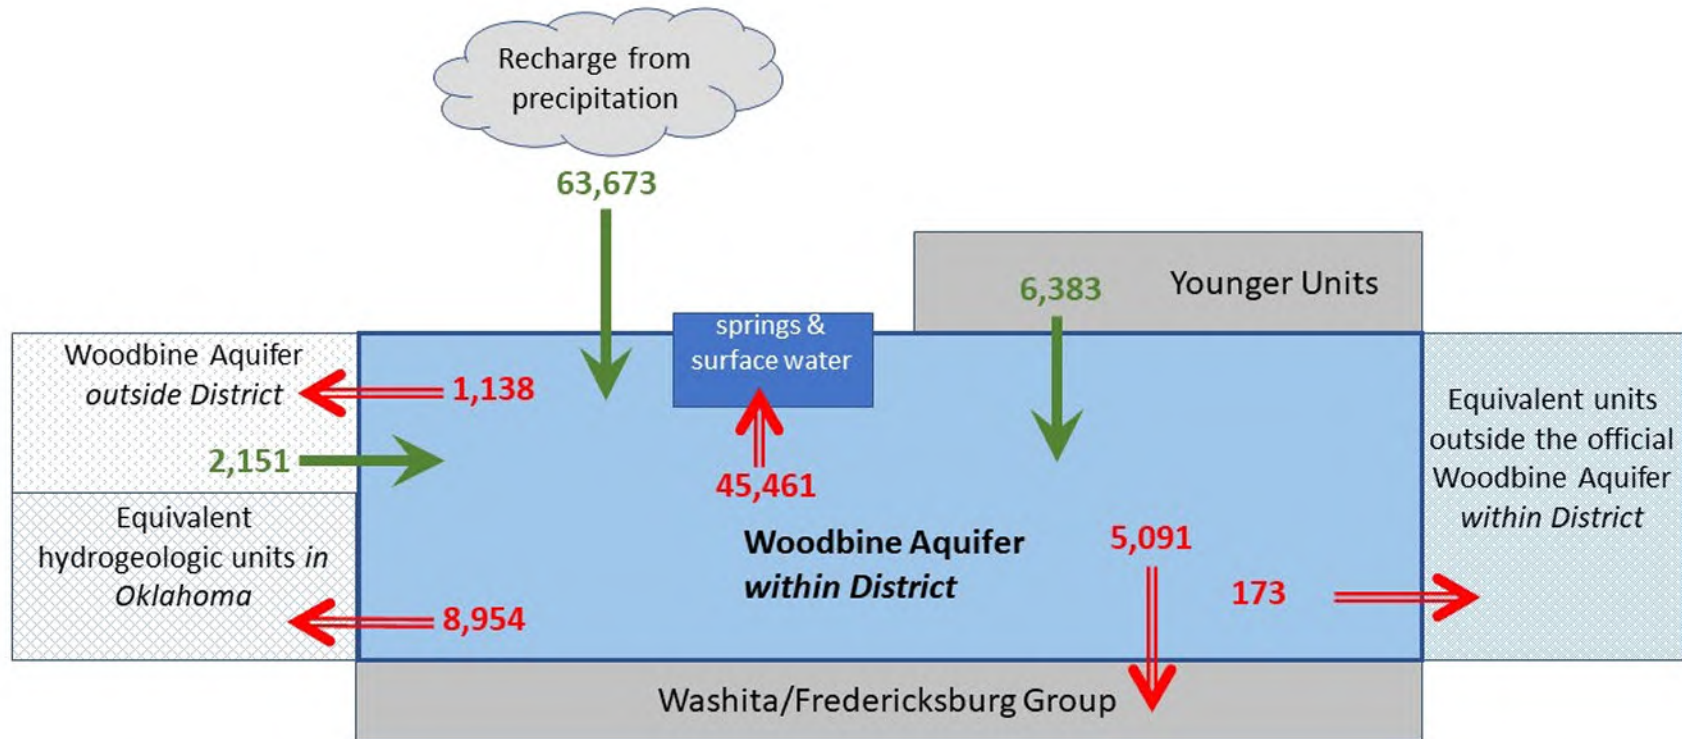 Recharge from
precipitation
63,673
6,383
Younger Units
springs &
surface water
Woodbine Aquifer
outside District
1,138
2,151
45,461
Equivalent units
outside the official
Woodbine Aquifer
within District
Equivalent
hydrogeologic units in
Oklahoma
8,954
Woodbine Aquifer
within District
5,091
173
Washita/Fredericksburg Group